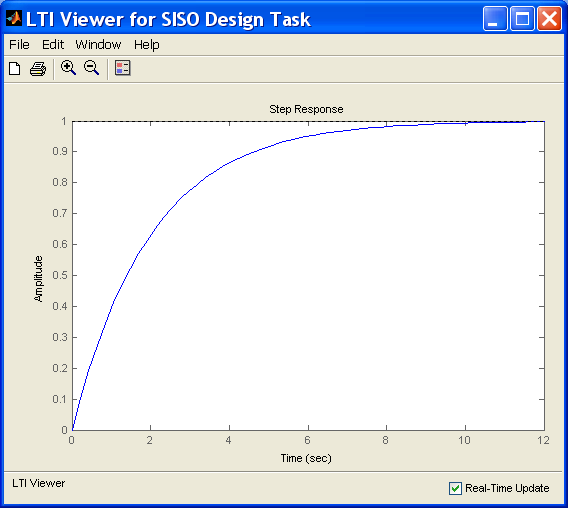 LTI Viewer for SISO Design Task
File Edit Window Help
Step Response
1
0.9
0.8
0.7
0.6
0.5
0.4
0.3
0.2
0.1
0
Amplitude
0 2 4 6 8 10 12
Time (sec)
LTI Viewer
Real-Time Update